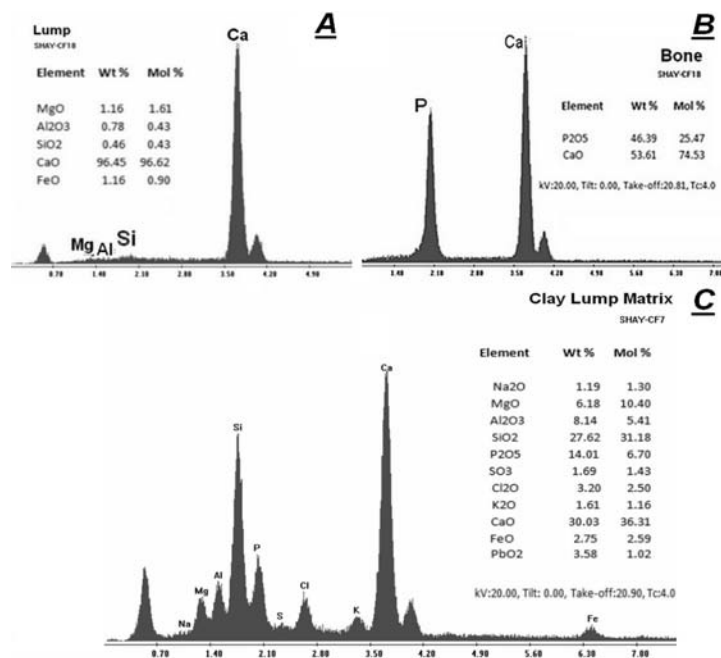 Lump
SHAY-CF18
A
Element Wt % Mol %
MgO 1.16 1.61
Al2O3 0.78 0.43
SiO2 0.46 0.43
CaO 96.45 96.62
FeO 1.16 0.90
Ca
Mg Al Si
0.70 1.40 2.10 2.80 3.50 4.20 4.90
B
Bone
SHAY-CF18
Element Wt % Mol %
P2O5 46.39 25.47
CaO 53.61 74.53
kV:20.00, Tilt: 0.00, Take-off:20.81, Tc:4.0
Ca
P
1.40 2.10 2.80 3.50 4.20 4.90 5.60 6.30 7.0
Clay Lump Matrix
SHAY-CF7
C
Element Wt % Mol %
Na2O 1.19 1.30
MgO 6.18 10.40
Al2O3 8.14 5.41
SiO2 27.62 31.18
P2O5 14.01 6.70
SO3 1.69 1.43
Cl2O 3.20 2.50
K2O 1.61 1.16
CaO 30.03 36.31
FeO 2.75 2.59
PbO2 3.58 1.02
kV:20.00, Tilt: 0.00, Take-off:20.90, Tc:4.0
Ca
Si
P
Al
Mg
Na
S
Cl
K
Fe
0.70 1.40 2.10 2.80 3.50 4.20 4.90 5.60 6.30 7.00